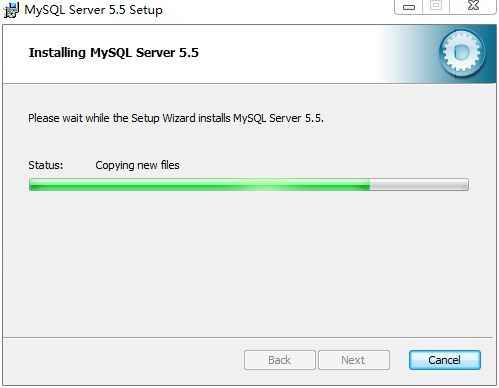 MySQL Server 5.5 Setup
Installing MySQL Server 5.5
Please wait while the Setup Wizard installs MySQL Server 5.5.
Status: Copying new files
Back Next Cancel